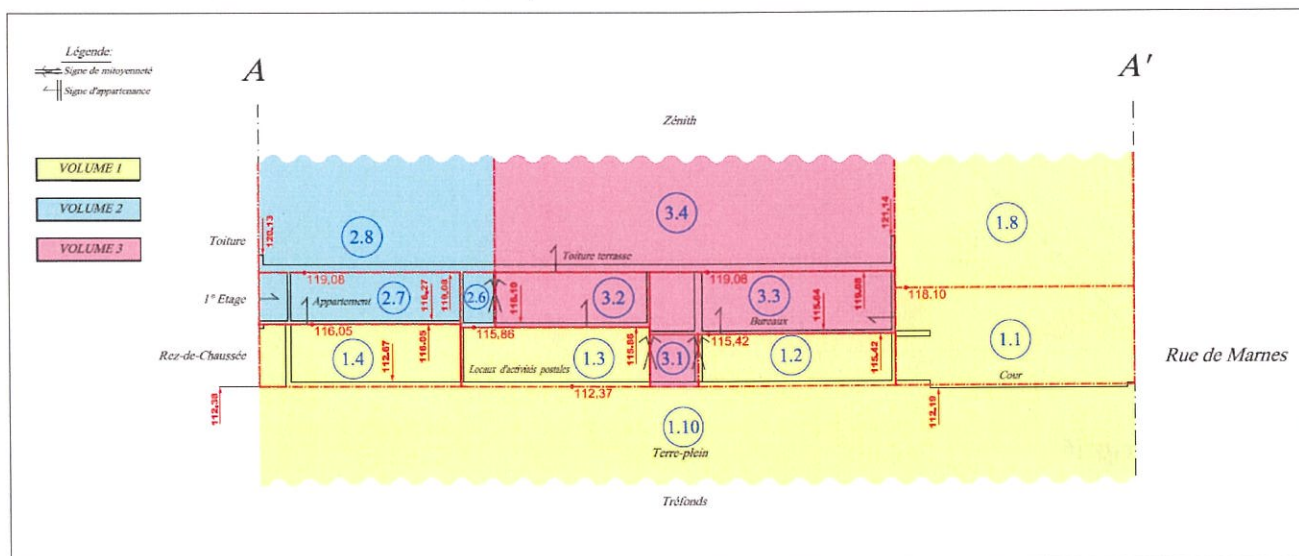 Légende:
Signe de mitoyenneté
Signe d'appartenance
A
A'
Zénith
VOLUME 1
VOLUME 2
VOLUME 3
120,13
2.8
3.4
121,14
1.8
Toiture
Toiture terrasse
119,08
119,08
118.10
1° Etage
Appartement
116,27
119,08
2.7
2.6
116,10
3.2
3.3
115,64
119,08
Bureaux
116,05
115,86
115,42
1.1
Rez-de-Chaussée
1.4
112,67
116,05
1.3
115,86
3.1
1.2
115,42
Rue de Marnes
Locaux d'activités postales
Cour
112,38
112.37
112,19
1.10
Terre-plein
Tréfonds